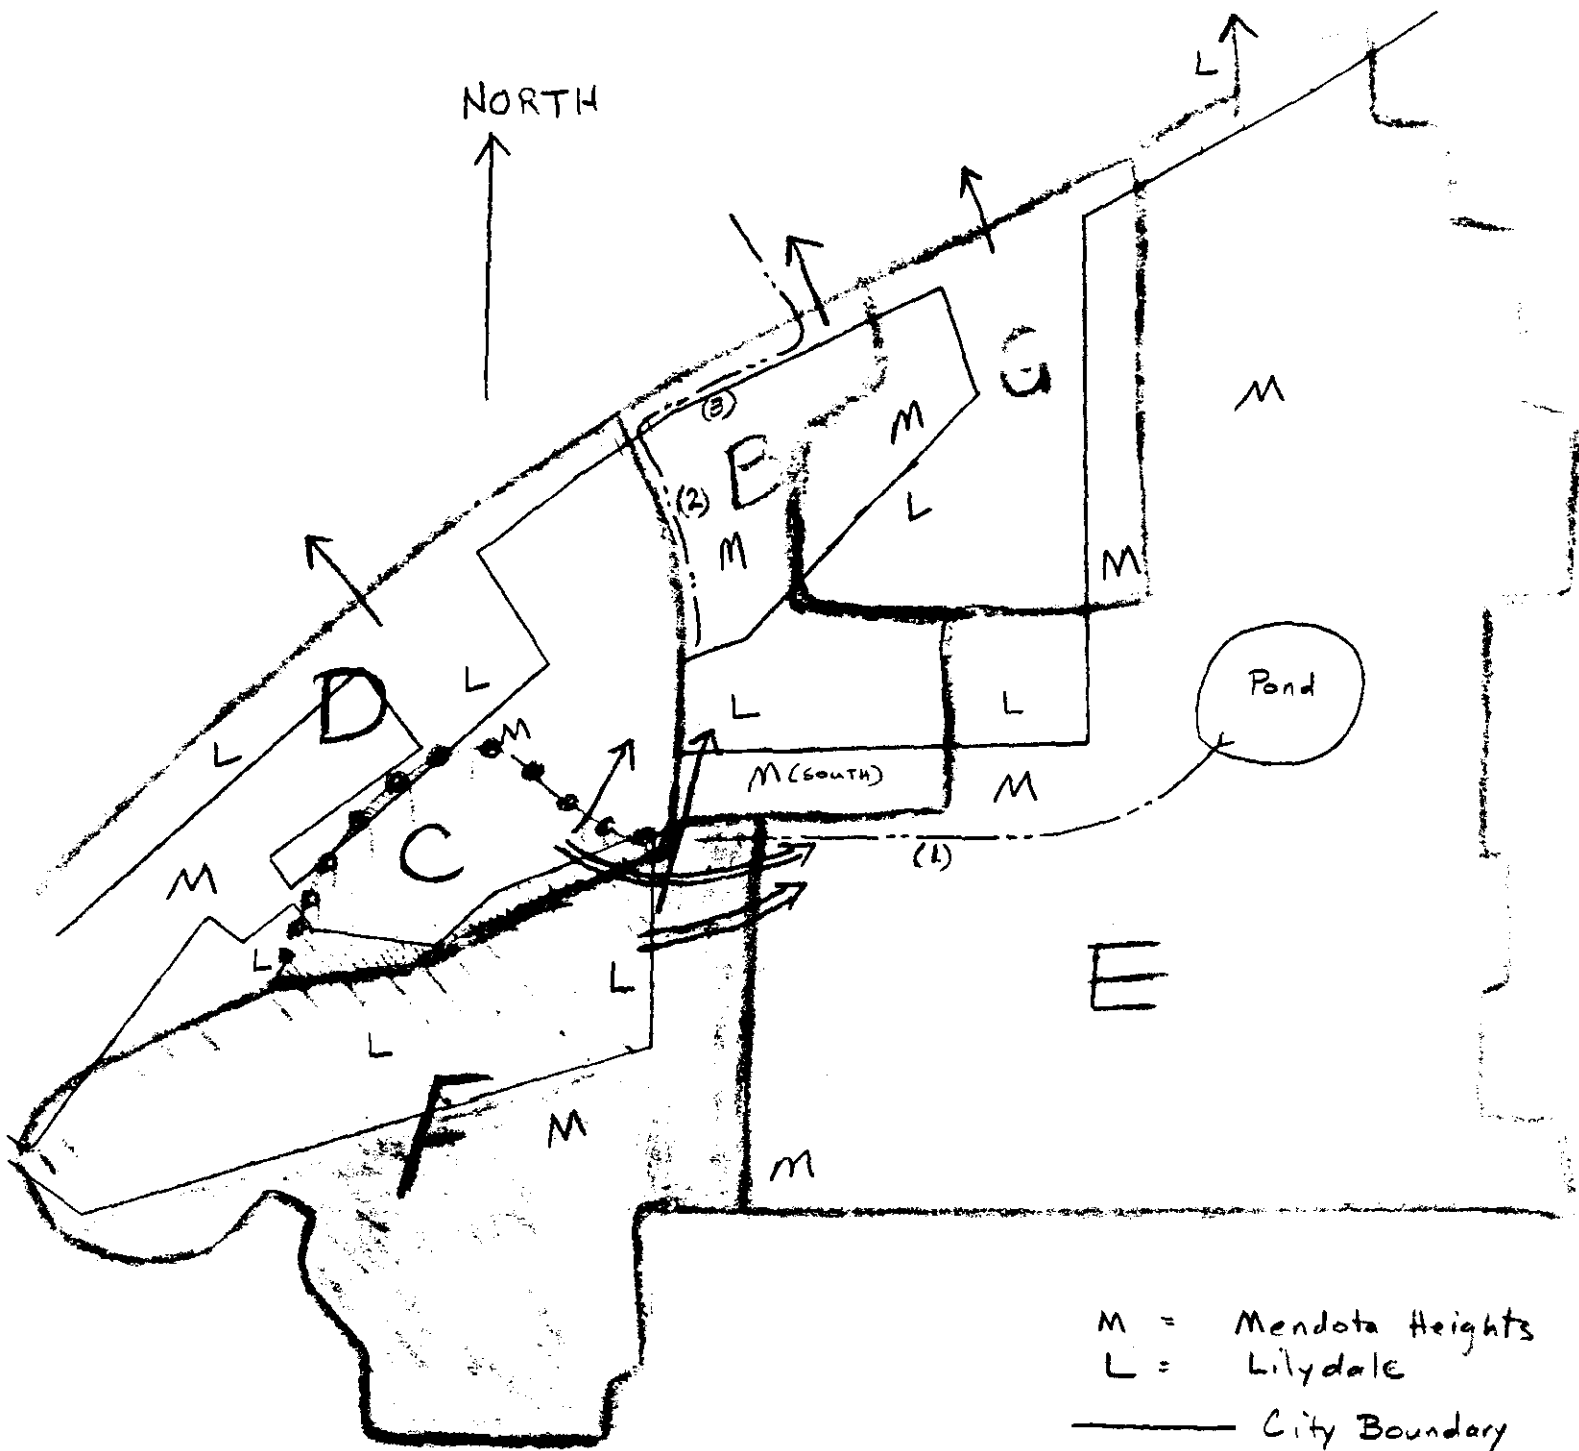 L
NORTH
G
M
(3)
M
B
L
(2)
M
M
D
L
Pond
L
L
L
M
M (SOUTH)
M
C
(1)
M
L
L
E
L
F
M
M
M = Mendota Heights
L = Lilydale
City Boundary